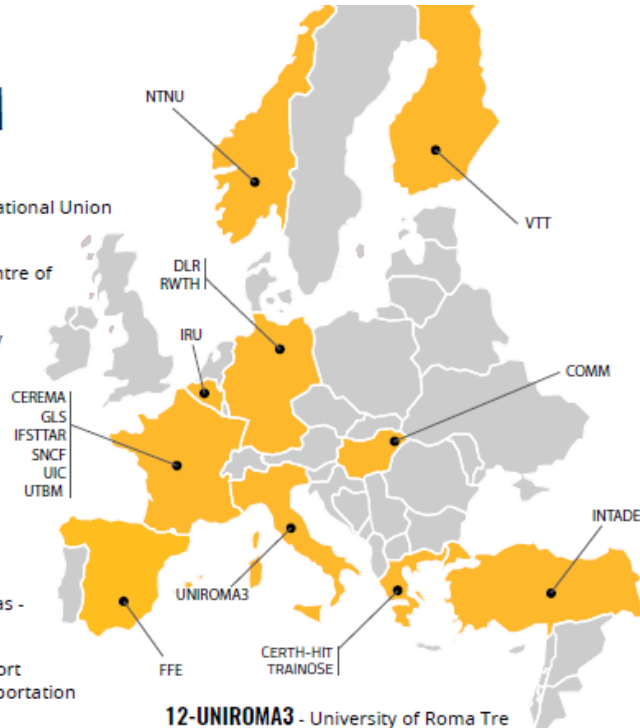 NTNU
ational Union
VTT
ntre of
DLR
RWTH
IRU
COMM
CEREMA
GLS
IFSTTAR
SNCF
UIC
UTBM
INTADE
UNIROMA3
as -
CERTH-HIT
TRAINOSE
FFE
ort
portation
12-UNIROMA3 - University of Roma Tre